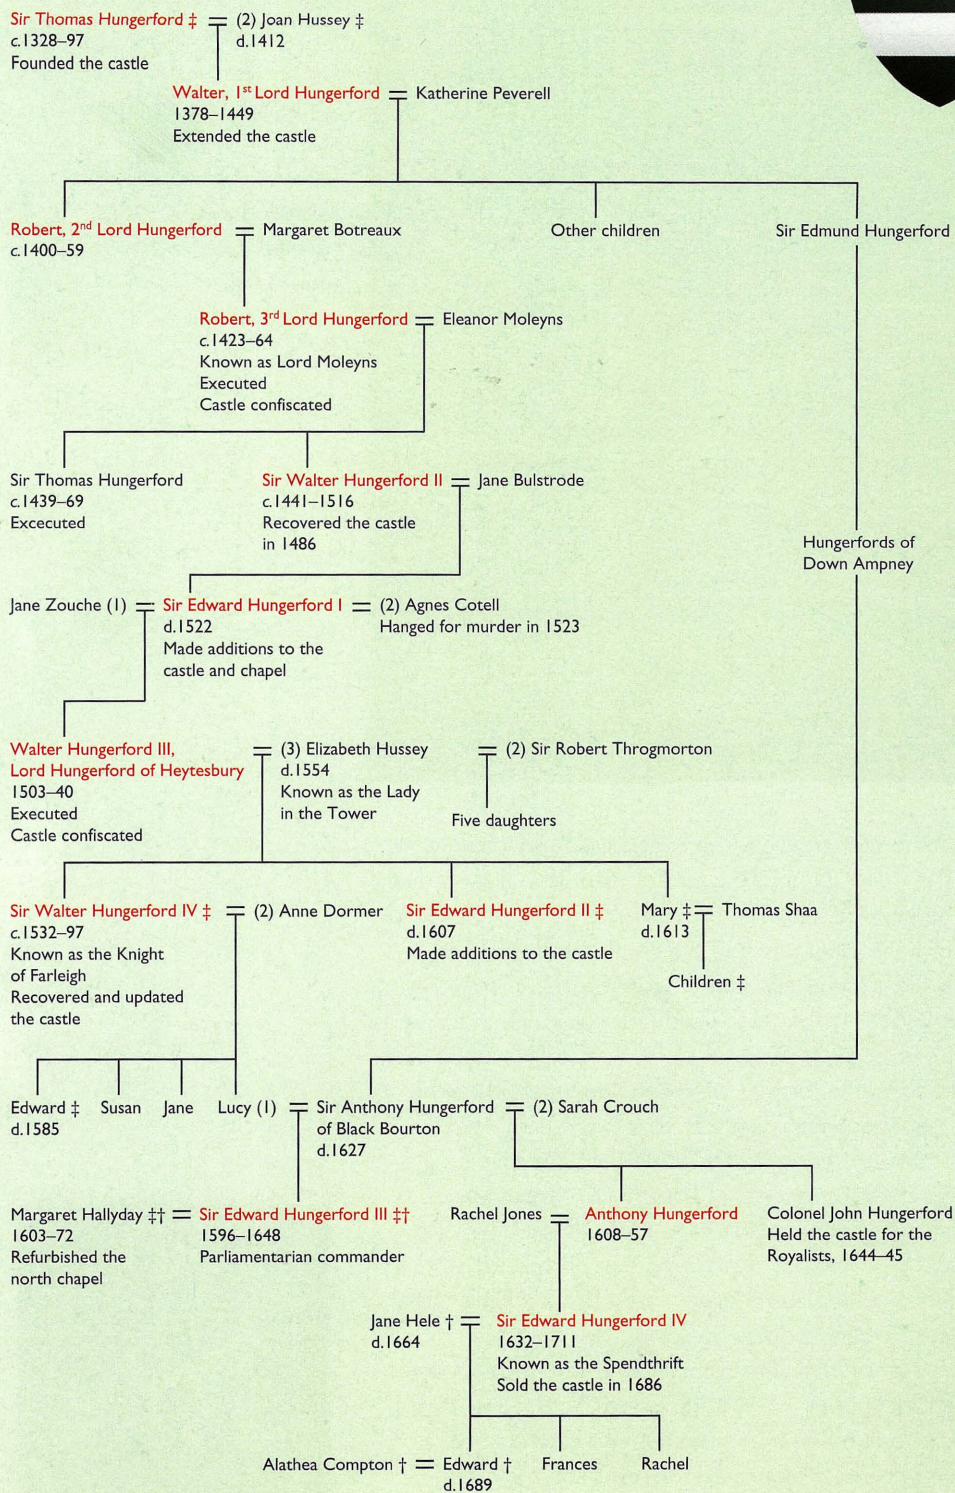 Sir Thomas Hungerford ‡ = (2) Joan Hussey ‡
c.1328–97 d.1412
Founded the castle
Walter, 1st Lord Hungerford = Katherine Peverell
1378–1449
Extended the castle
Robert, 2nd Lord Hungerford = Margaret Botreaux Other children Sir Edmund Hungerford
c.1400–59
Robert, 3rd Lord Hungerford = Eleanor Moleyns
c.1423–64
Known as Lord Moleyns
Executed
Castle confiscated
Sir Thomas Hungerford Sir Walter Hungerford II = Jane Bulstrode
c.1439–69 c.1441–1516
Excecuted Recovered the castle
in 1486
Hungerfords of
Down Ampney
Jane Zouche (1) = Sir Edward Hungerford I = (2) Agnes Cotell
d.1522 Hanged for murder in 1523
Made additions to the
castle and chapel
Walter Hungerford III, = (3) Elizabeth Hussey = (2) Sir Robert Throgmorton
Lord Hungerford of Heytesbury d.1554
1503–40 Known as the Lady
Executed in the Tower Five daughters
Castle confiscated
Sir Walter Hungerford IV ‡ = (2) Anne Dormer Sir Edward Hungerford II ‡ Mary ‡ = Thomas Shaa
c.1532–97 d.1607 d.1613
Known as the Knight Made additions to the castle
of Farleigh Children ‡
Recovered and updated
the castle
Edward ‡ Susan Jane Lucy (1) = Sir Anthony Hungerford = (2) Sarah Crouch
d.1585 of Black Bourton
d.1627
Margaret Hallyday ‡† = Sir Edward Hungerford III ‡† Rachel Jones = Anthony Hungerford Colonel John Hungerford
1603–72 1596–1648 1608–57 Held the castle for the
Refurbished the Parliamentarian commander Royalists, 1644–45
north chapel
Jane Hele † = Sir Edward Hungerford IV
d.1664 1632–1711
Known as the Spendthrift
Sold the castle in 1686
Alathea Compton † = Edward † Frances Rachel
d.1689